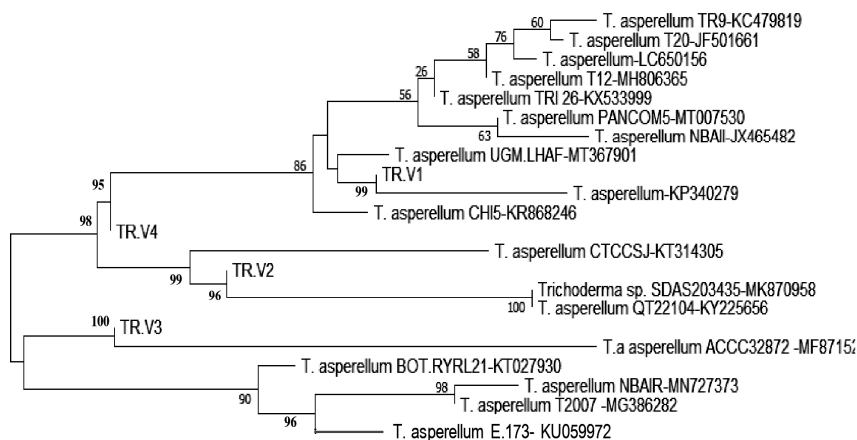 60
T. asperellum TR9-KC479819
76
T. asperellum T20-JF501661
58
T. asperellum-LC650156
26
T. asperellum T12-MH806365
56
T. asperellum TRI 26-KX533999
T. asperellum PANCOM5-MT007530
63
T. asperellum NBAII-JX465482
T. asperellum UGM.LHAF-MT367901
86
TR.V1
95
99
T. asperellum-KP340279
T. asperellum CHI5-KR868246
98
TR.V4
T. asperellum CTCCSJ-KT314305
99
TR.V2
96
Trichoderma sp. SDAS203435-MK870958
100
T. asperellum QT22104-KY225656
100
TR.V3
T.a asperellum ACCC32872 -MF87152
T. asperellum BOT.RYRL21-KT027930
90
98
T. asperellum NBAIR-MN727373
T. asperellum T2007 -MG386282
96
T. asperellum E.173- KU059972